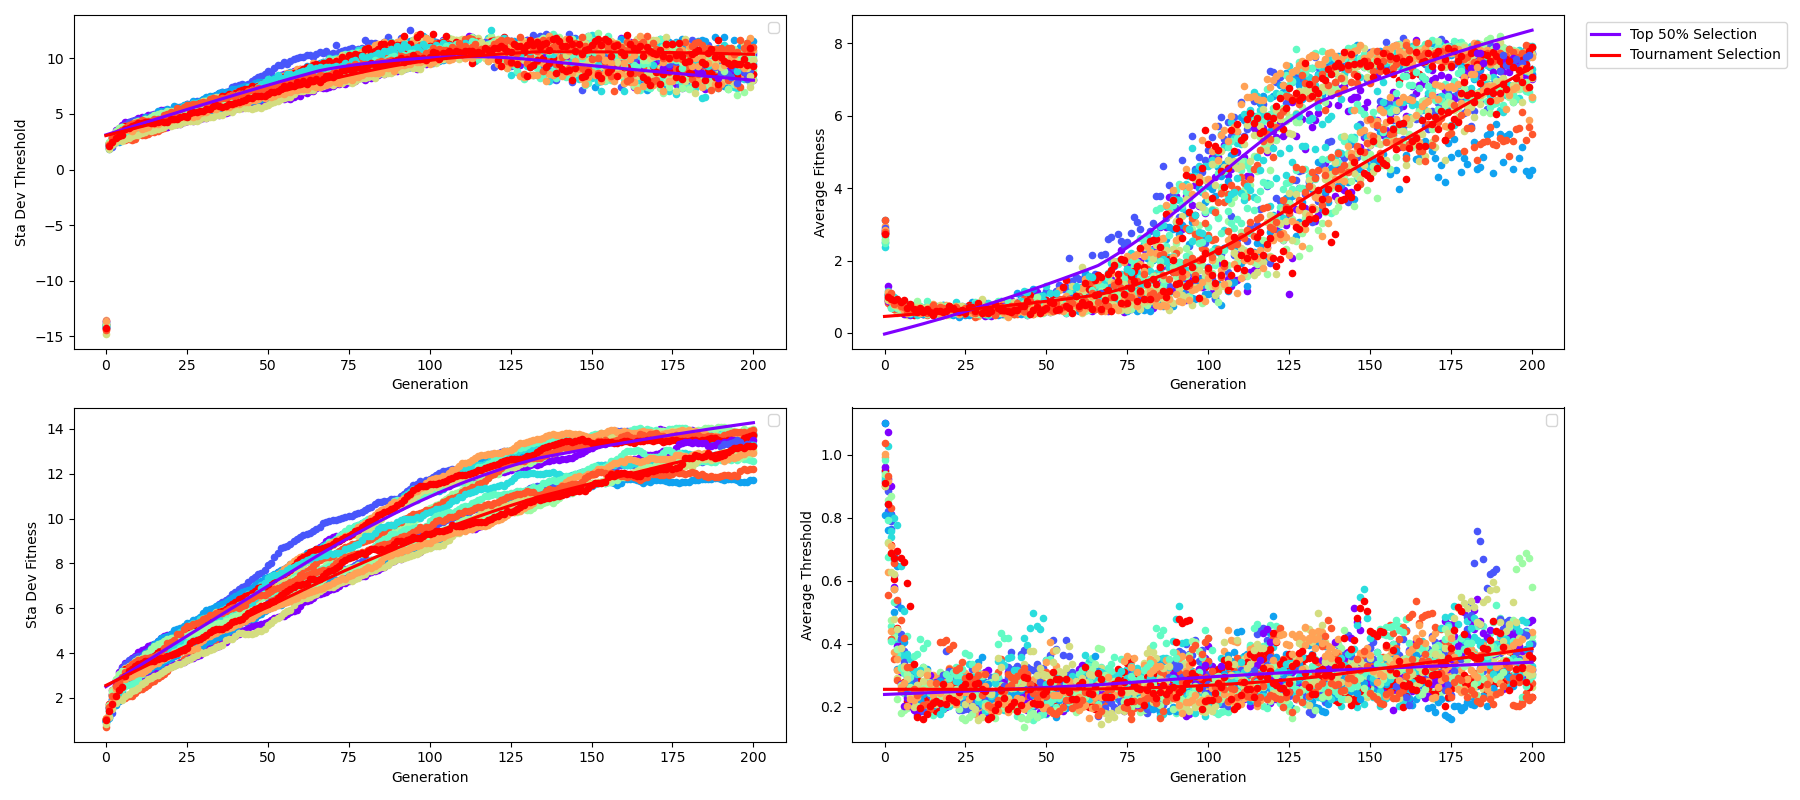 Sta Dev Threshold
10
5
0
−5
−10
−15
0 25 50 75 100 125 150 175 200
Generation
Average Fitness
8
6
4
2
0
0 25 50 75 100 125 150 175 200
Generation
Top 50% Selection
Tournament Selection
Sta Dev Fitness
14
12
10
8
6
4
2
0 25 50 75 100 125 150 175 200
Generation
Average Threshold
1.0
0.8
0.6
0.4
0.2
0 25 50 75 100 125 150 175 200
Generation